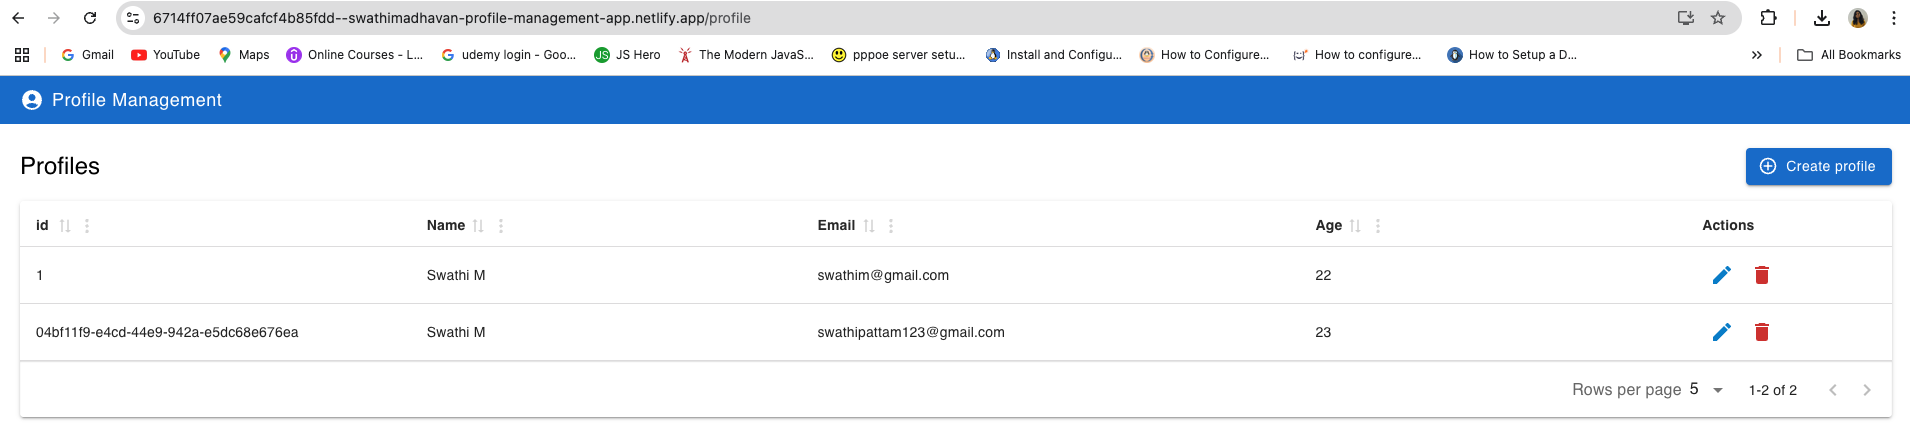 6714ff07ae59cafcf4b85fdd--swathimadhavan-profile-management-app.netlify.app/profile
Gmail YouTube Maps Online Courses - L... udemy login - Goo... JS Hero The Modern JavaS... pppoe server setu... Install and Configu... How to Configure... How to configure... How to Setup a D... » All Bookmarks
Profile Management
Profiles Create profile
id Name Email Age Actions
1 Swathi M swathim@gmail.com 22
04bf11f9-e4cd-44e9-942a-e5dc68e676ea Swathi M swathipattam123@gmail.com 23
Rows per page 5 1-2 of 2